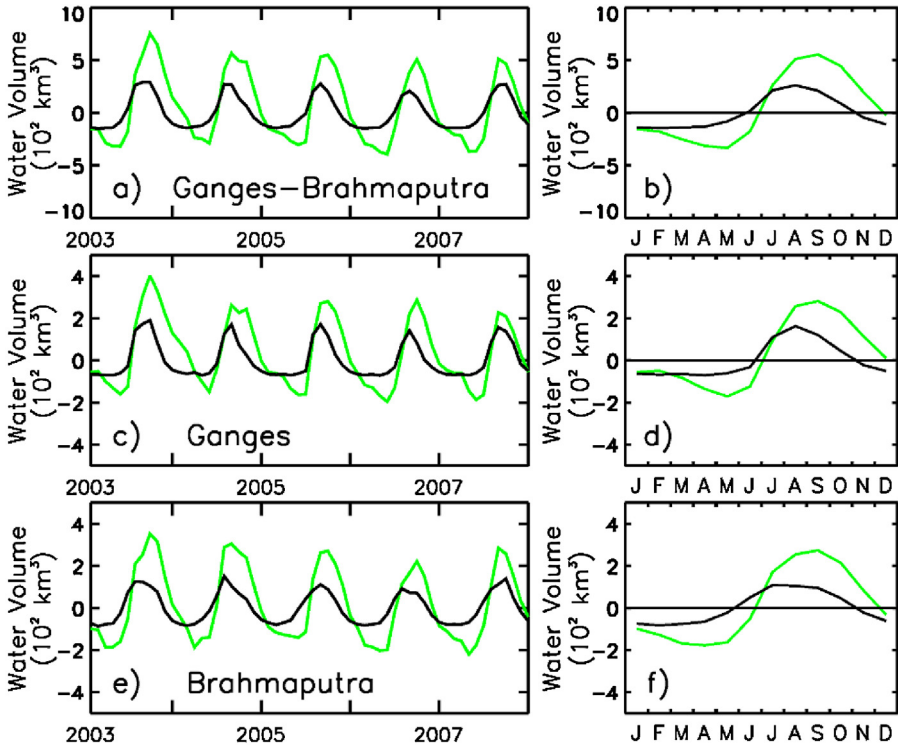 Water Volume
(10² km³)
10
5
0
−5
−10
a) Ganges−Brahmaputra
2003
2005
2007
Water Volume
(10² km³)
10
5
0
−5
−10
b)
J F M A M J J A S O N D
Water Volume
(10² km³)
4
2
0
−2
−4
c) Ganges
2003
2005
2007
Water Volume
(10² km³)
4
2
0
−2
−4
d)
J F M A M J J A S O N D
Water Volume
(10² km³)
4
2
0
−2
−4
e) Brahmaputra
2003
2005
2007
Water Volume
(10² km³)
4
2
0
−2
−4
f)
J F M A M J J A S O N D